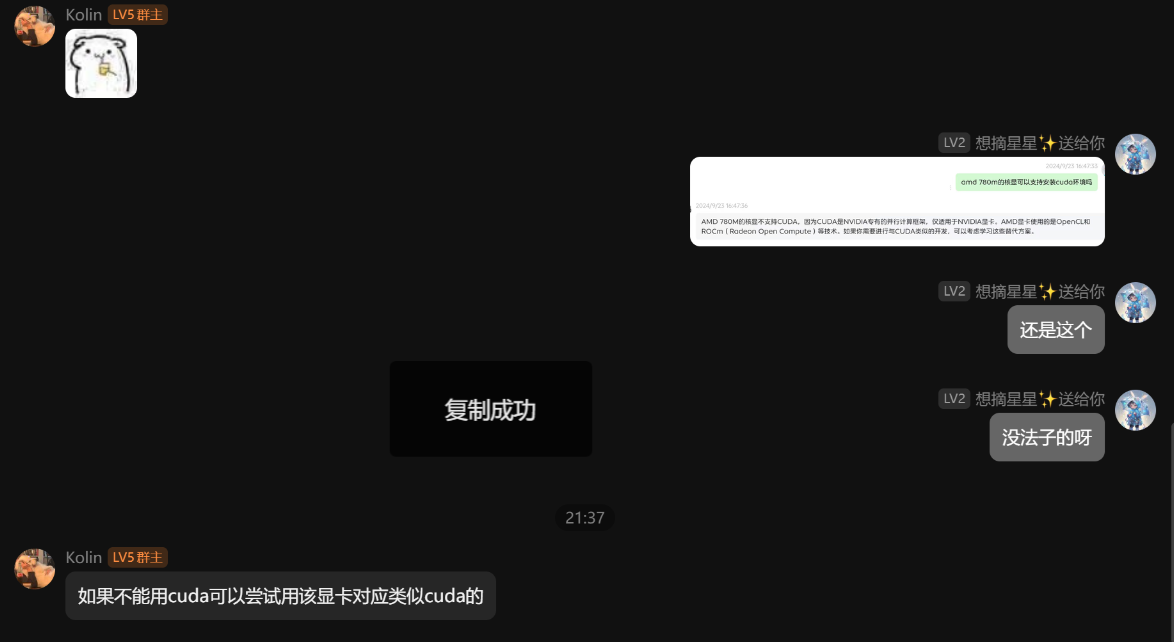 Kolin LV5 群主
LV2 想摘星星✨送给你
2024/9/23 16:47:33
amd 780m的核显可以支持安装cuda环境吗
2024/9/23 16:47:36
AMD 780M的核显不支持CUDA，因为CUDA是NVIDIA专有的并行计算框架，仅适用于NVIDIA显卡。AMD显卡使用的是OpenCL和
ROCm（Radeon Open Compute）等技术。如果你需要进行与CUDA类似的开发，可以考虑学习这些替代方案。
LV2 想摘星星✨送给你
还是这个
复制成功
LV2 想摘星星✨送给你
没法子的呀
21:37
Kolin LV5 群主
如果不能用cuda可以尝试用该显卡对应类似cuda的